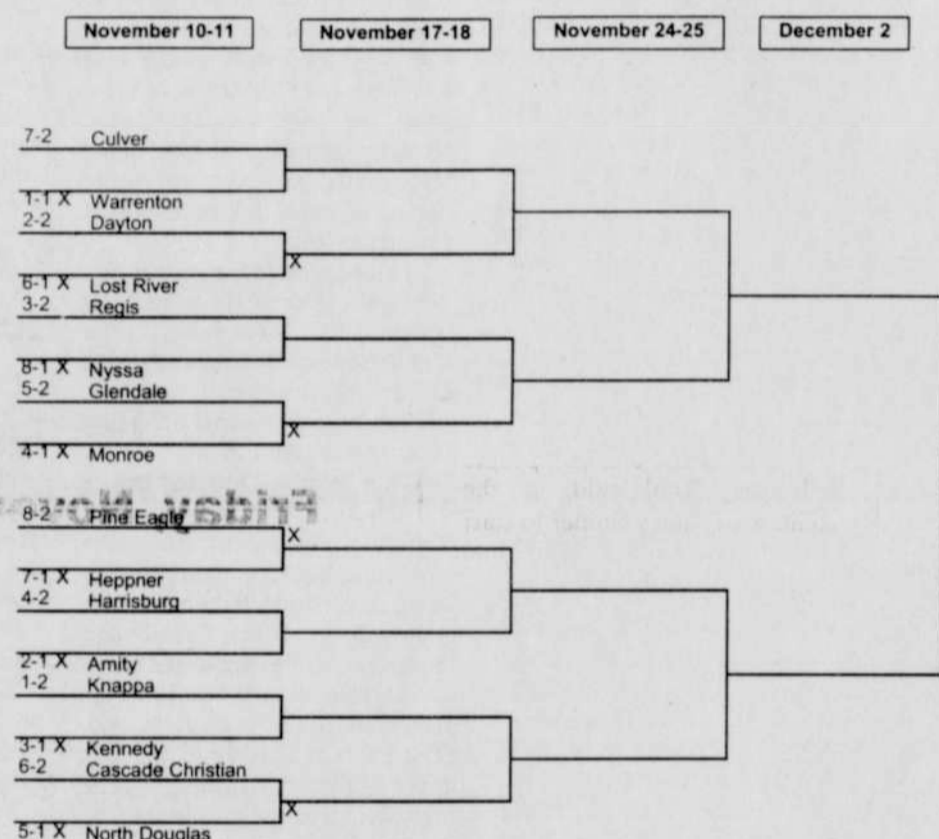 November 10-11 November 17-18 November 24-25 December 2
7-2 Culver
1-1 X Warrenton
2-2 Dayton
X
6-1 X Lost River
3-2 Regis
8-1 X Nyssa
5-2 Glendale
X
4-1 X Monroe
8-2 Pine Eagle
X
7-1 X Heppner
4-2 Harrisburg
2-1 X Amity
1-2 Knappa
3-1 X Kennedy
6-2 Cascade Christian
X
5-1 X North Douglas